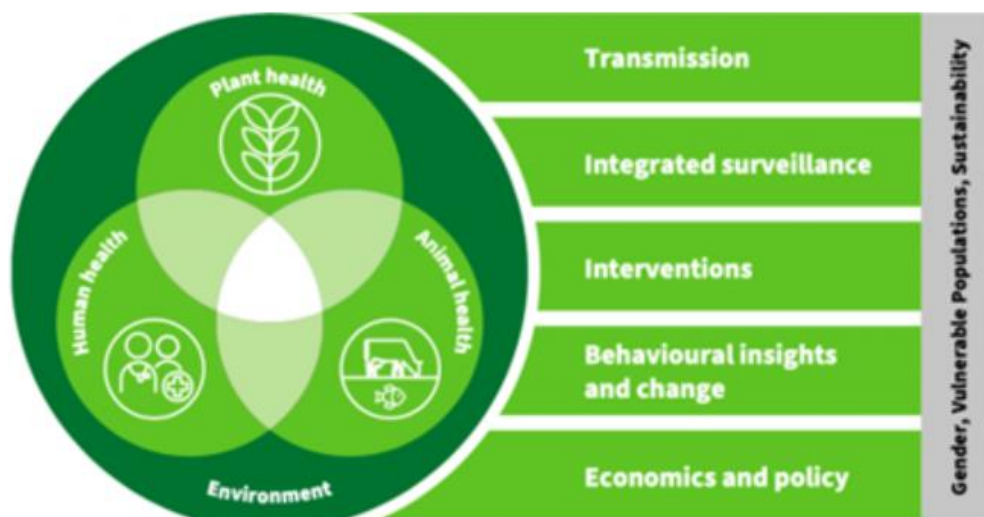 Plant health
Human health
Animal health
Environment
Transmission
Integrated surveillance
Interventions
Behavioural insights
and change
Economics and policy
Gender, Vulnerable Populations, Sustainability